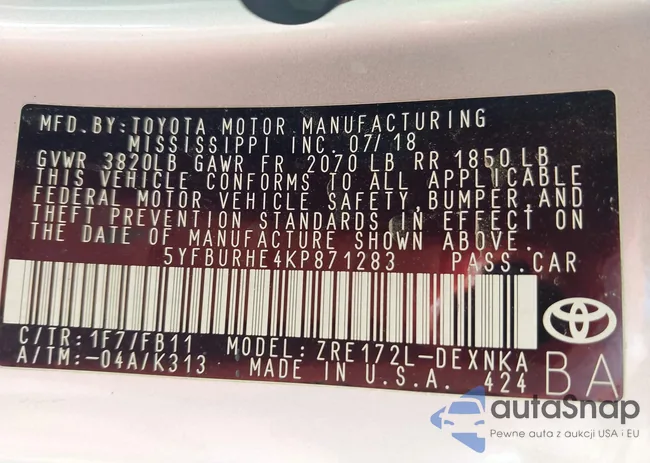 MFD.BY:TOYOTA MOTOR MANUFACTURING
MISSISSIPPI INC. 07/18
GVWR 3820LB GAWR FR 2070 LB RR 1850 LB
THIS VEHICLE CONFORMS TO ALL APPLICABLE
FEDERAL MOTOR VEHICLE SAFETY, BUMPER, AND
THEFT PREVENTION STANDARDS IN EFFECT ON
THE DATE OF MANUFACTURE SHOWN ABOVE.
5YFBURHE4KP871283 PASS.CAR
C/TR: 1F7/FB11 MODEL: ZRE172L-DEXNKA
A/TM:-04A/K313 MADE IN U.S.A. 424 BA
autaSnap
Pewne auta z aukcji USA i EU